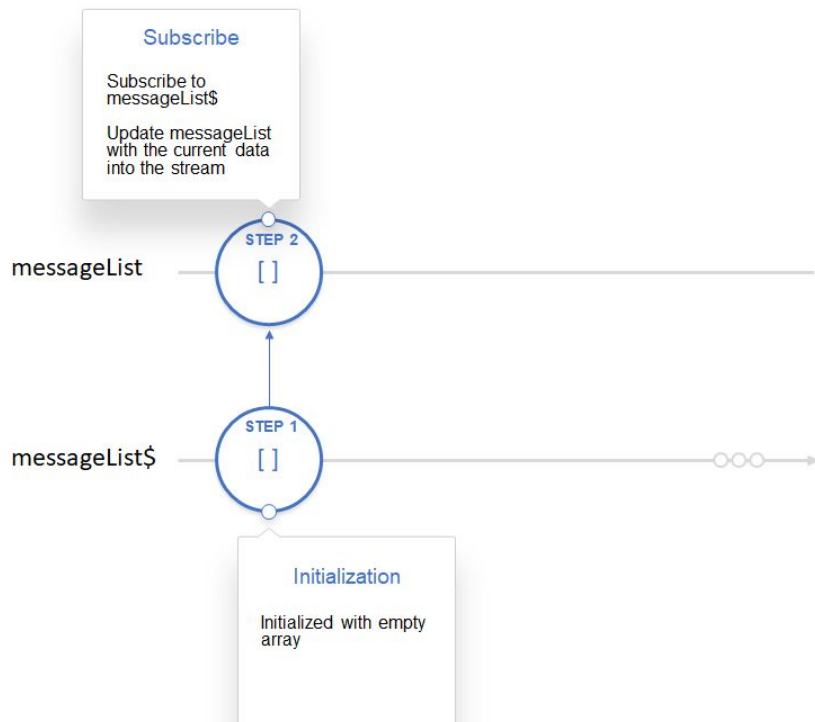 Subscribe
Subscribe to
messageList$
Update messageList
with the current data
into the stream
STEP 2
[ ]
messageList
STEP 1
[ ]
messageList$
Initialization
Initialized with empty
array